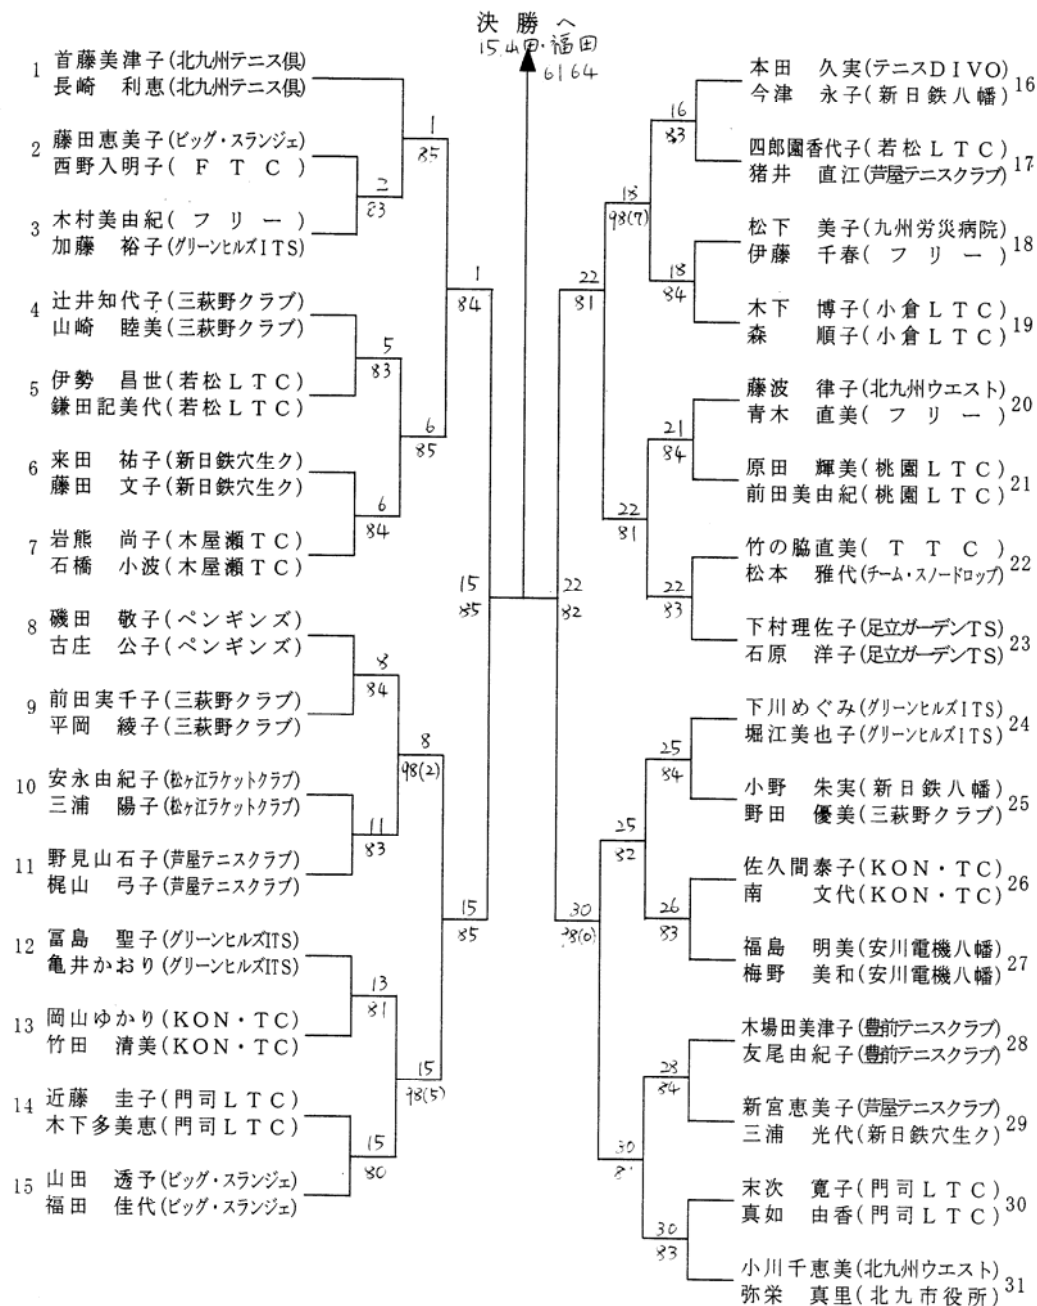 決勝へ
15.山田・福田
6164
1 首藤美津子(北九州テニス倶)
長崎 利恵(北九州テニス倶)
2 藤田恵美子(ビッグ・スランジェ)
西野入明子(FTC)
3 木村美由紀(フリー)
加藤 裕子(グリーンヒルズITS)
4 辻井知代子(三萩野クラブ)
山崎 睦美(三萩野クラブ)
5 伊勢 昌世(若松LTC)
鎌田記美代(若松LTC)
6 来田 祐子(新日鉄穴生ク)
藤田 文子(新日鉄穴生ク)
7 岩熊 尚子(木屋瀬TC)
石橋 小波(木屋瀬TC)
8 磯田 敬子(ペンギンズ)
古庄 公子(ペンギンズ)
9 前田実千子(三萩野クラブ)
平岡 綾子(三萩野クラブ)
10 安永由紀子(松ヶ江ラケットクラブ)
三浦 陽子(松ヶ江ラケットクラブ)
11 野見山石子(芦屋テニスクラブ)
梶山 弓子(芦屋テニスクラブ)
12 冨島 聖子(グリーンヒルズITS)
亀井かおり(グリーンヒルズITS)
13 岡山ゆかり(KON・TC)
竹田 清美(KON・TC)
14 近藤 圭子(門司LTC)
木下多美恵(門司LTC)
15 山田 透予(ビッグ・スランジェ)
福田 佳代(ビッグ・スランジェ)
2
83
5
83
6
84
8
84
11
83
13
81
15
80
1
85
6
85
8
98(2)
15
98(5)
1
84
15
85
15
85
22
82
22
81
30
98(0)
18
98(7)
22
81
25
82
30
16
83
18
84
21
84
22
83
25
84
26
83
28
84
30
83
本田 久実(テニスDIVO)
今津 永子(新日鉄八幡) 16
四郎園香代子(若松LTC)
猪井 直江(芦屋テニスクラブ) 17
松下 美子(九州労災病院)
伊藤 千春(フリー) 18
木下 博子(小倉LTC)
森 順子(小倉LTC) 19
藤波 律子(北九州ウエスト)
青木 直美(フリー) 20
原田 輝美(桃園LTC)
前田美由紀(桃園LTC) 21
竹の脇直美(TTC)
松本 雅代(チーム・スノードロップ) 22
下村理佐子(足立ガーデンTS)
石原 洋子(足立ガーデンTS) 23
下川めぐみ(グリーンヒルズITS)
堀江美也子(グリーンヒルズITS) 24
小野 朱実(新日鉄八幡)
野田 優美(三萩野クラブ) 25
佐久間泰子(KON・TC)
南 文代(KON・TC) 26
福島 明美(安川電機八幡)
梅野 美和(安川電機八幡) 27
木場田美津子(豊前テニスクラブ)
友尾由紀子(豊前テニスクラブ) 28
新宮恵美子(芦屋テニスクラブ)
三浦 光代(新日鉄穴生ク) 29
末次 寛子(門司LTC)
真如 由香(門司LTC) 30
小川千恵美(北九州ウエスト)
弥栄 真里(北九市役所) 31